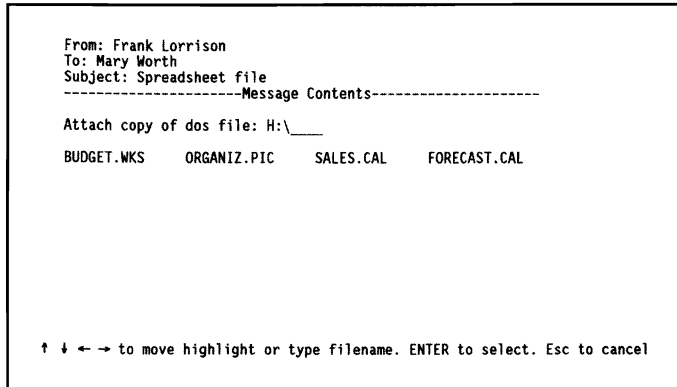 From: Frank Lorrison
To: Mary Worth
Subject: Spreadsheet file
----------------------Message Contents---------------------
Attach copy of dos file: H:\____
BUDGET.WKS ORGANIZ.PIC SALES.CAL FORECAST.CAL
↑ ↓ ← → to move highlight or type filename. ENTER to select. Esc to cancel